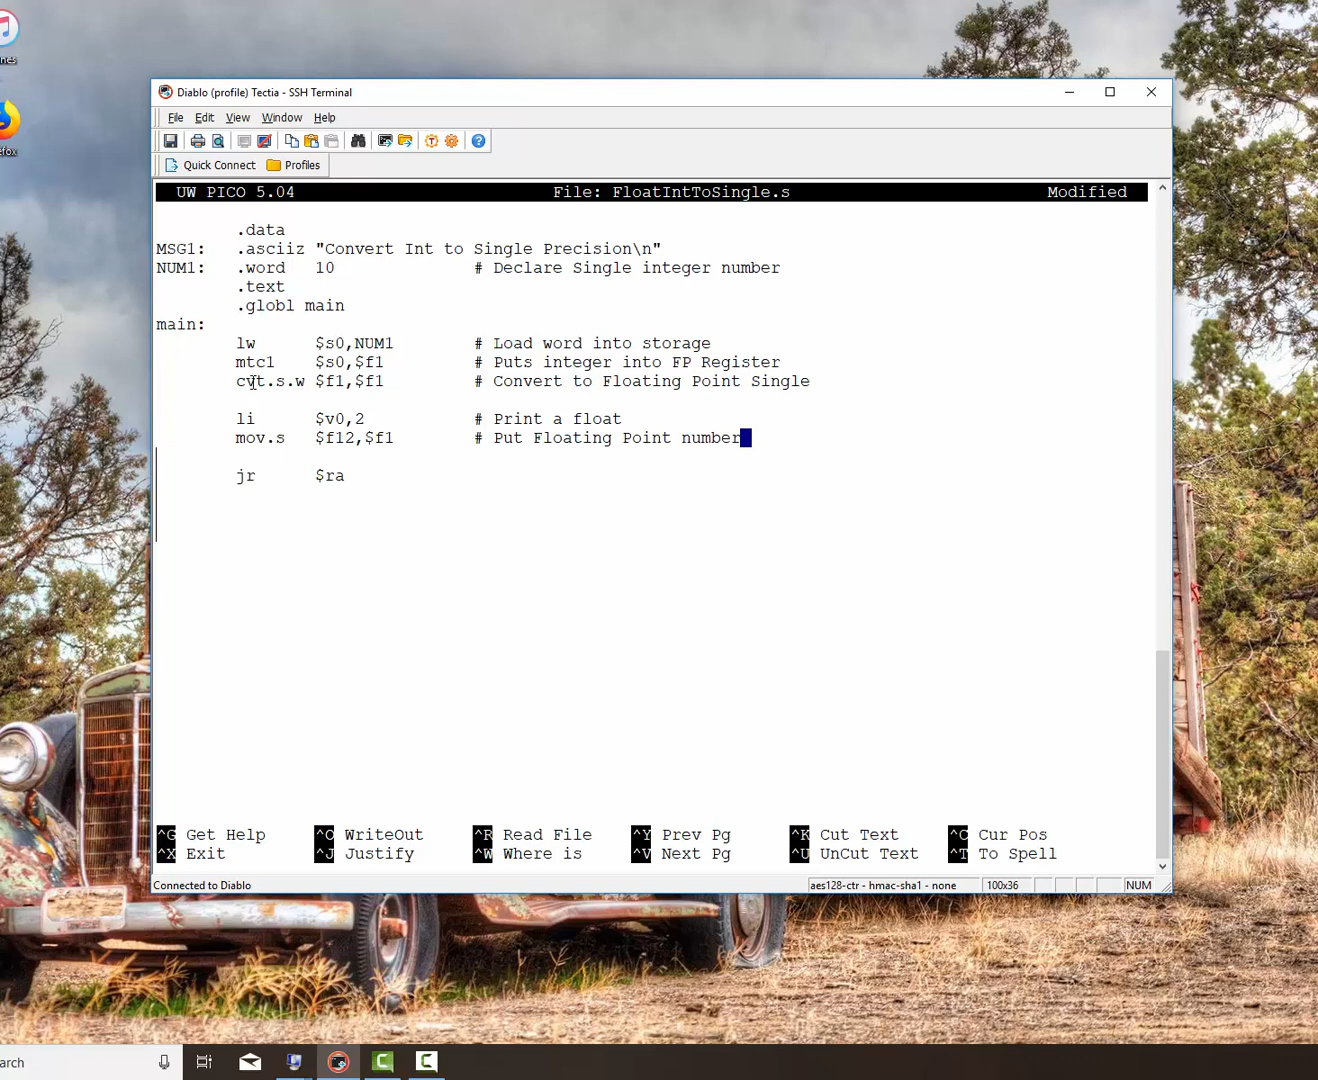 nes
efox
Diablo (profile) Tectia - SSH Terminal
File Edit View Window Help
Quick Connect Profiles
UW PICO 5.04 File: FloatIntToSingle.s Modified
.data
MSG1: .asciiz "Convert Int to Single Precision\n"
NUM1: .word 10 # Declare Single integer number
.text
.globl main
main:
lw $s0,NUM1 # Load word into storage
mtc1 $s0,$f1 # Puts integer into FP Register
cvt.s.w $f1,$f1 # Convert to Floating Point Single
li $v0,2 # Print a float
mov.s $f12,$f1 # Put Floating Point number
jr $ra
^G Get Help ^O WriteOut ^R Read File ^Y Prev Pg ^K Cut Text ^C Cur Pos
^X Exit ^J Justify ^W Where is ^V Next Pg ^U UnCut Text ^T To Spell
Connected to Diablo aes128-ctr - hmac-sha1 - none 100x36 NUM
earch